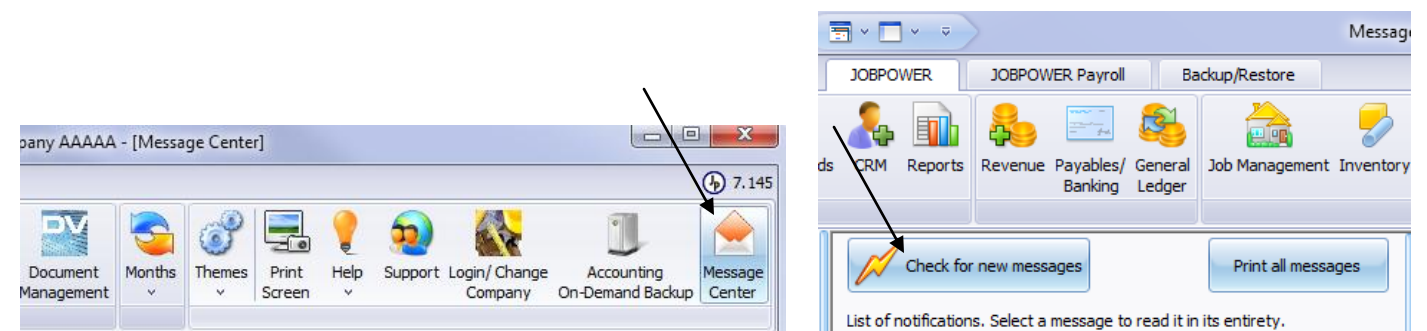 pany AAAAA - [Message Center]
7.145
DV
Document Management
Months
Themes
Print Screen
Help
Support
Login/ Change Company
Accounting On-Demand Backup
Message Center
Messag
JOBPOWER
JOBPOWER Payroll
Backup/Restore
ds
CRM
Reports
Revenue
Payables/ Banking
General Ledger
Job Management
Inventory
Check for new messages
Print all messages
List of notifications. Select a message to read it in its entirety.